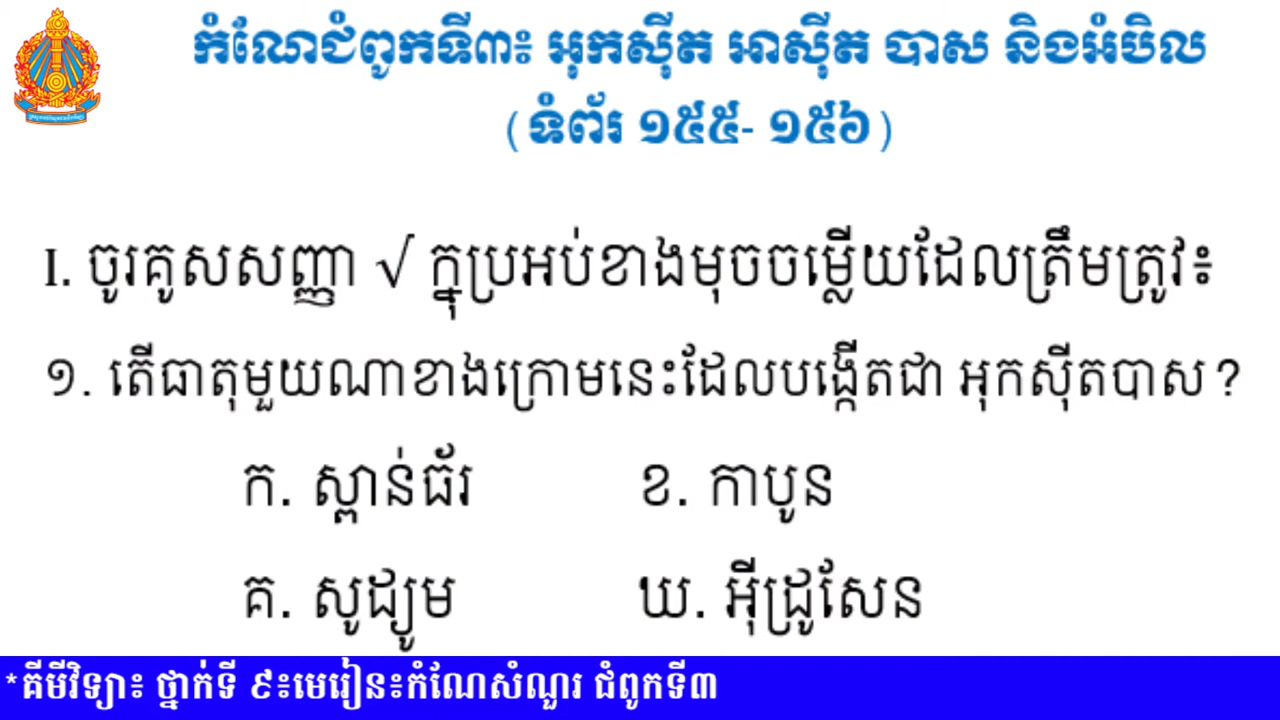 កំណែជំពូកទី៣៖ អុកស៊ីត អាស៊ីត បាស និងអំបិល
(ទំព័រ ១៥៥- ១៥៦)
I. ចូរគូសសញ្ញា √ ក្នុប្រអប់ខាងមុចចម្លើយដែលត្រឹមត្រូវ៖
១. តើធាតុមួយណាខាងក្រោមនេះដែលបង្កើតជា អុកស៊ីតបាស?
ក. ស្ពាន់ធ័រ ខ. កាបូន
គ. សូដ្យូម ឃ. អ៊ីដ្រូសែន
*គីមីវិទ្យា៖ ថ្នាក់ទី ៩៖មេរៀន៖កំណែសំណួរ ជំពូកទី៣